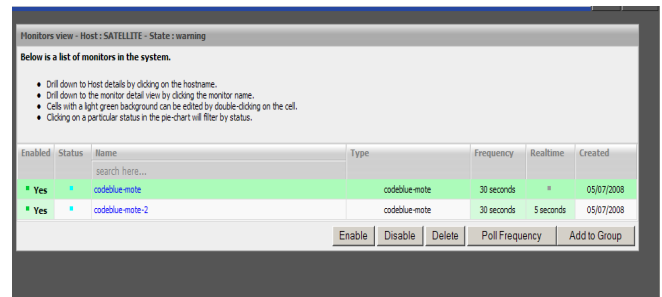 Monitors view - Host : SATELLITE - State : warning
Below is a list of monitors in the system.
Drill down to Host details by clicking on the hostname.
Drill down to the monitor detail view by clicking the monitor name.
Cells with a light green background can be edited by double-clicking on the cell.
Clicking on a particular status in the pie-chart will filter by status.
Enabled Status Name Type Frequency Realtime Created
search here...
Yes codeblue-mote codeblue-mote 30 seconds 05/07/2008
Yes codeblue-mote-2 codeblue-mote 30 seconds 5 seconds 05/07/2008
Enable Disable Delete Poll Frequency Add to Group